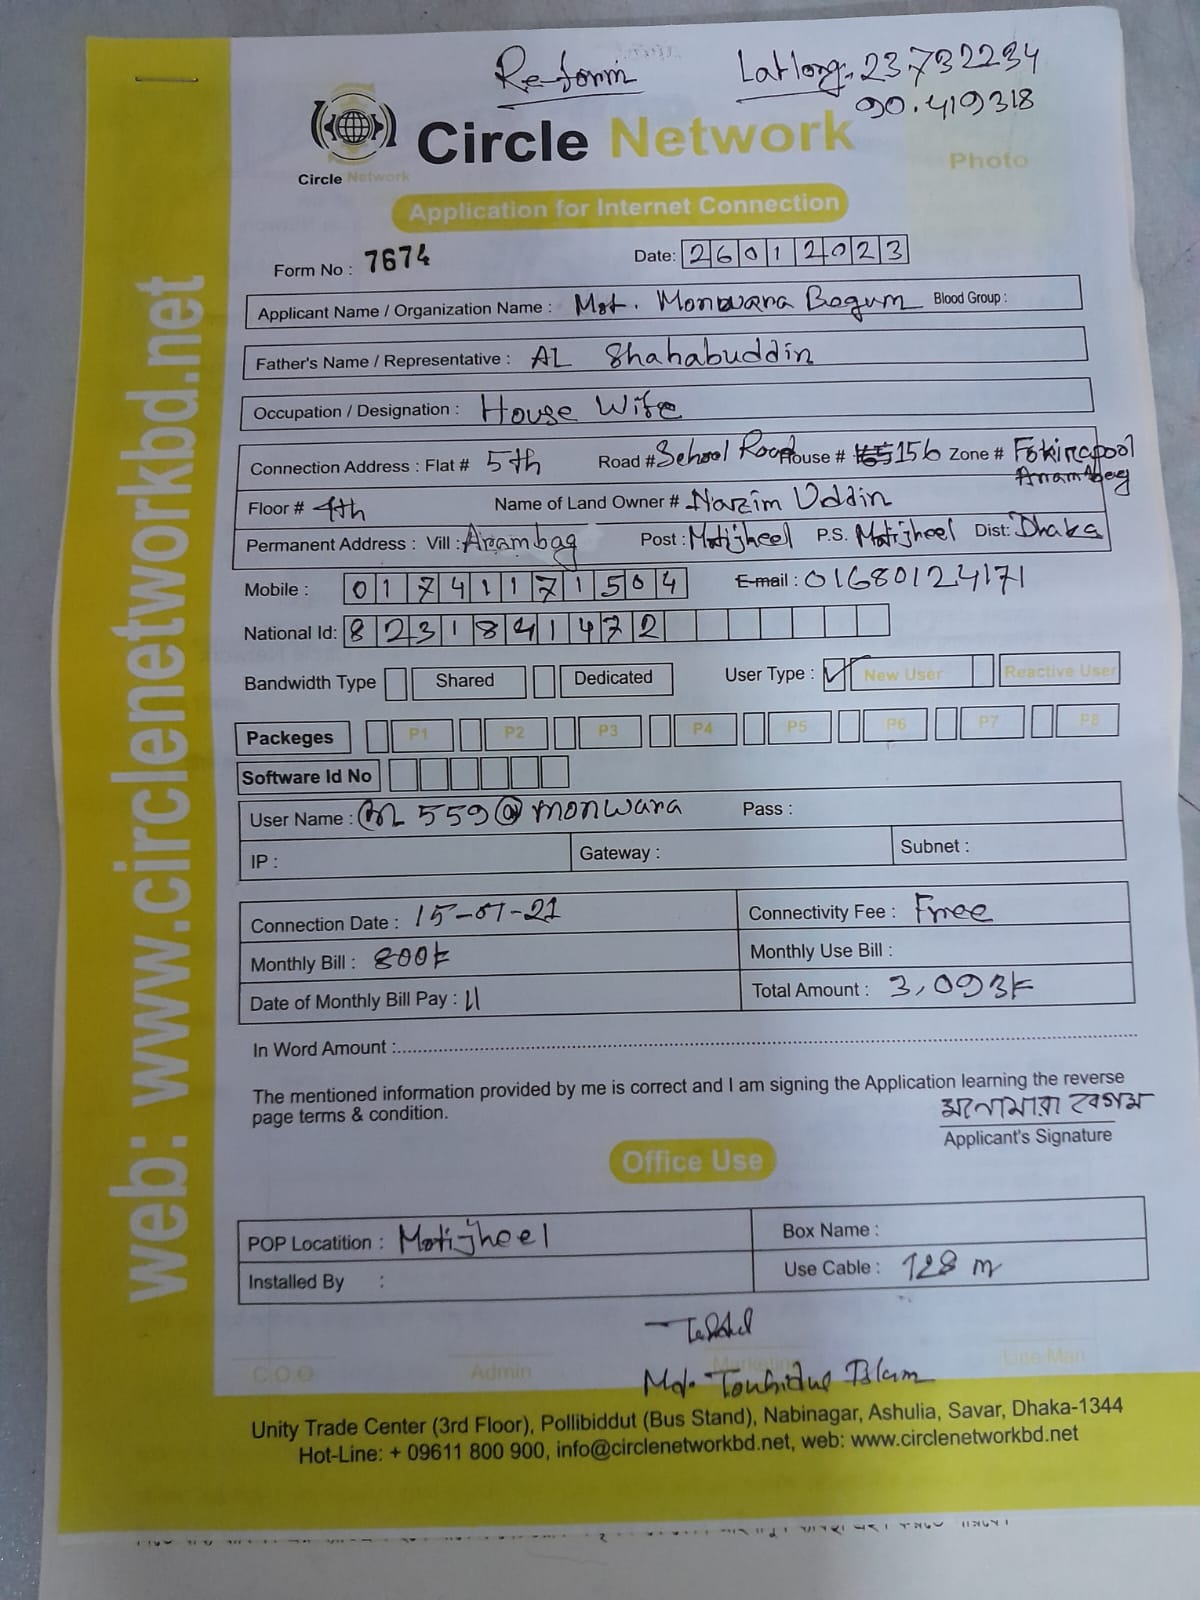 Re-form Latlong. 23.732234
90.419318
Circle Network
Circle Network
Photo
Application for Internet Connection
Form No : 7674 Date: 26012023
Applicant Name / Organization Name : Mst. Monwara Begum Blood Group :
Father's Name / Representative : AL Shahabuddin
Occupation / Designation : House Wife
Connection Address : Flat # 5th Road # School Road House # 156 Zone # Fokirapool
Arambag
Floor # 4th Name of Land Owner # Nazim Uddin
Permanent Address : Vill : Arambag Post : Motijheel P.S. Motijheel Dist: Dhaka
Mobile : 01741171504 E-mail : 01680124171
National Id: 8231841472
Bandwidth Type Shared Dedicated User Type : New User Reactive User
Packeges P1 P2 P3 P4 P5 P6 P7 P8
Software Id No
User Name : 559@monwara Pass :
IP : Gateway : Subnet :
Connection Date : 15-01-21 Connectivity Fee : Free
Monthly Bill : 800 Monthly Use Bill :
Date of Monthly Bill Pay : Total Amount : 3,093
In Word Amount :
The mentioned information provided by me is correct and I am signing the Application learning the reverse
page terms & condition.
মনোয়ারা বেগম
Applicant's Signature
Office Use
POP Locatition : Motijheel Box Name :
Installed By : Use Cable : 128 m
C.O.O Admin Marketing Line Man
Md. Touhidul Islam
Unity Trade Center (3rd Floor), Pollibiddut (Bus Stand), Nabinagar, Ashulia, Savar, Dhaka-1344
Hot-Line: + 09611 800 900, info@circlenetworkbd.net, web: www.circlenetworkbd.net
web: www.circlenetworkbd.net